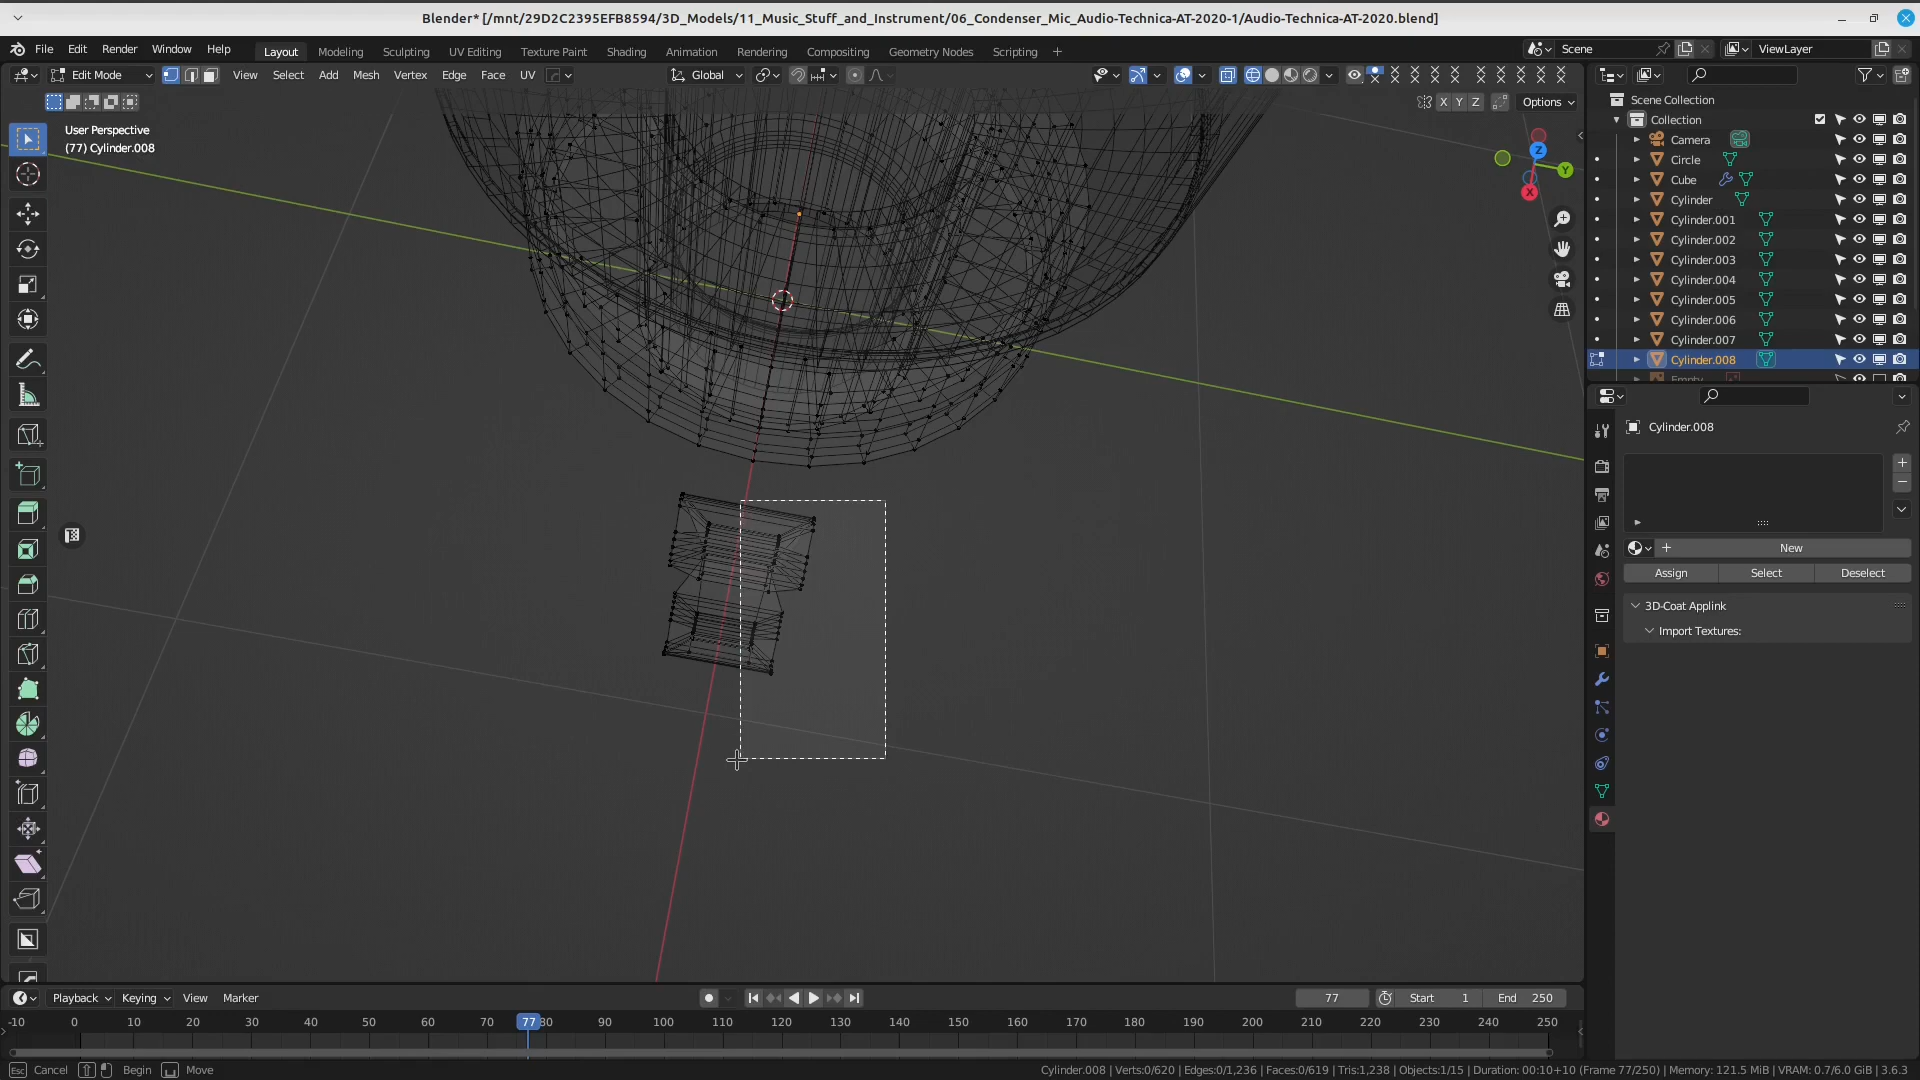 Blender* [/mnt/29D2C2395EFB8594/3D_Models/11_Music_Stuff_and_Instrument/06_Condenser_Mic_Audio-Technica-AT-2020-1/Audio-Technica-AT-2020.blend]
File Edit Render Window Help Layout Modeling Sculpting UV Editing Texture Paint Shading Animation Rendering Compositing Geometry Nodes Scripting + Scene ViewLayer
Edit Mode View Select Add Mesh Vertex Edge Face UV Global
X Y Z Options
User Perspective
(77) Cylinder.008
Z
Y
X
Scene Collection
Collection
Camera
Circle
Cube
Cylinder
Cylinder.001
Cylinder.002
Cylinder.003
Cylinder.004
Cylinder.005
Cylinder.006
Cylinder.007
Cylinder.008
Empty
Cylinder.008
New
Assign Select Deselect
3D-Coat Applink
Import Textures:
Playback Keying View Marker 77 Start 1 End 250
-10 0 10 20 30 40 50 60 70 77 80 90 100 110 120 130 140 150 160 170 180 190 200 210 220 230 240 250
Esc Cancel Begin Move Cylinder.008 | Verts:0/620 | Edges:0/1,236 | Faces:0/619 | Tris:1,238 | Objects:1/15 | Duration: 00:10+10 (Frame 77/250) | Memory: 121.5 MiB | VRAM: 0.7/6.0 GiB | 3.6.3